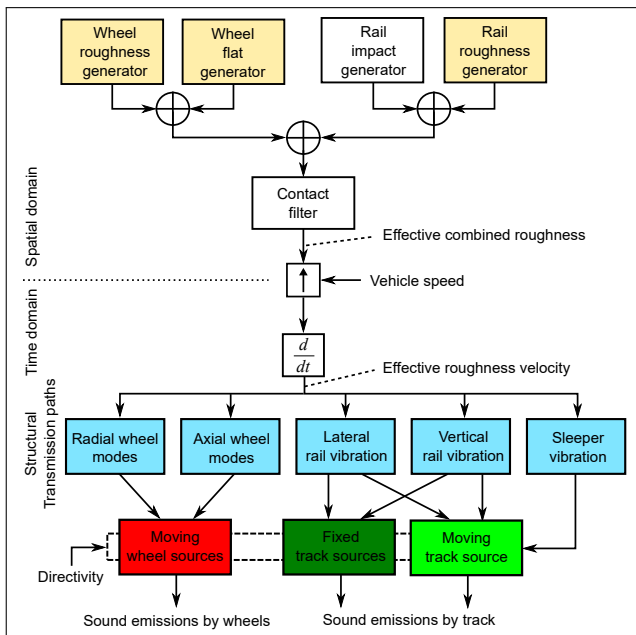 Wheel
roughness
generator
Wheel
flat
generator
Rail
impact
generator
Rail
roughness
generator
Spatial domain
Contact
filter
Effective combined roughness
Vehicle speed
Time domain
d
dt
Effective roughness velocity
Structural
Transmission paths
Radial wheel
modes
Axial wheel
modes
Lateral
rail vibration
Vertical
rail vibration
Sleeper
vibration
Moving
wheel sources
Fixed
track sources
Moving
track source
Directivity
Sound emissions by wheels
Sound emissions by track